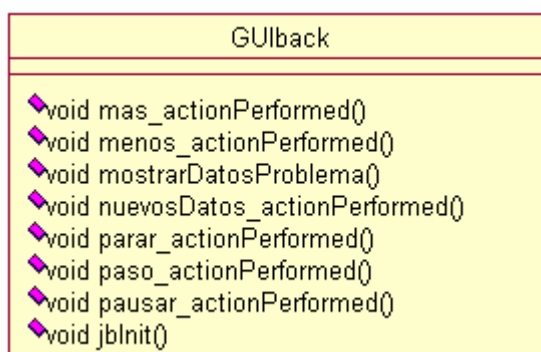 GUIback
void mas_actionPerformed()
void menos_actionPerformed()
void mostrarDatosProblema()
void nuevosDatos_actionPerformed()
void parar_actionPerformed()
void paso_actionPerformed()
void pausar_actionPerformed()
void jbInit()